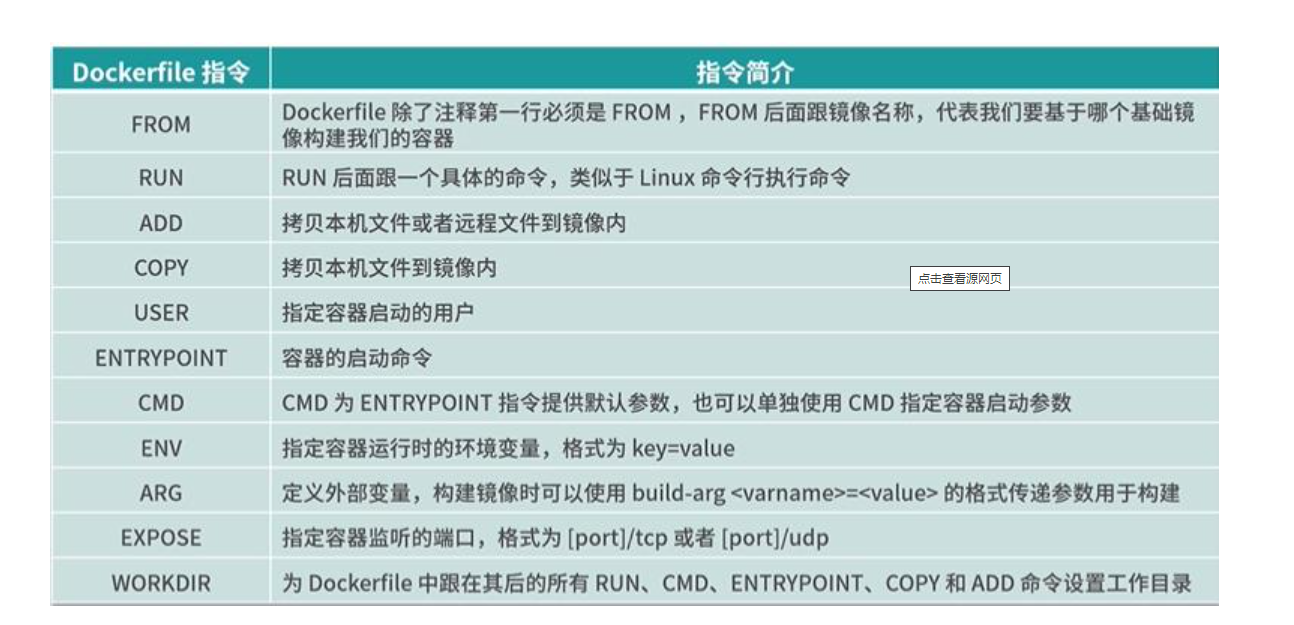 Dockerfile 指令 指令简介
FROM Dockerfile 除了注释第一行必须是 FROM ，FROM 后面跟镜像名称，代表我们要基于哪个基础镜
像构建我们的容器
RUN RUN 后面跟一个具体的命令，类似于 Linux 命令行执行命令
ADD 拷贝本机文件或者远程文件到镜像内
COPY 拷贝本机文件到镜像内
点击查看源网页
USER 指定容器启动的用户
ENTRYPOINT 容器的启动命令
CMD CMD 为 ENTRYPOINT 指令提供默认参数，也可以单独使用 CMD 指定容器启动参数
ENV 指定容器运行时的环境变量，格式为 key=value
ARG 定义外部变量，构建镜像时可以使用 build-arg <varname>=<value> 的格式传递参数用于构建
EXPOSE 指定容器监听的端口，格式为 [port]/tcp 或者 [port]/udp
WORKDIR 为 Dockerfile 中跟在其后的所有 RUN、CMD、ENTRYPOINT、COPY 和 ADD 命令设置工作目录